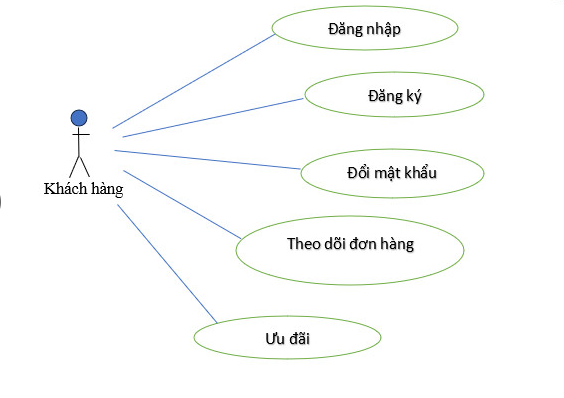 Đăng nhập
Đăng ký
Đổi mật khẩu
Khách hàng
Theo dõi đơn hàng
Ưu đãi